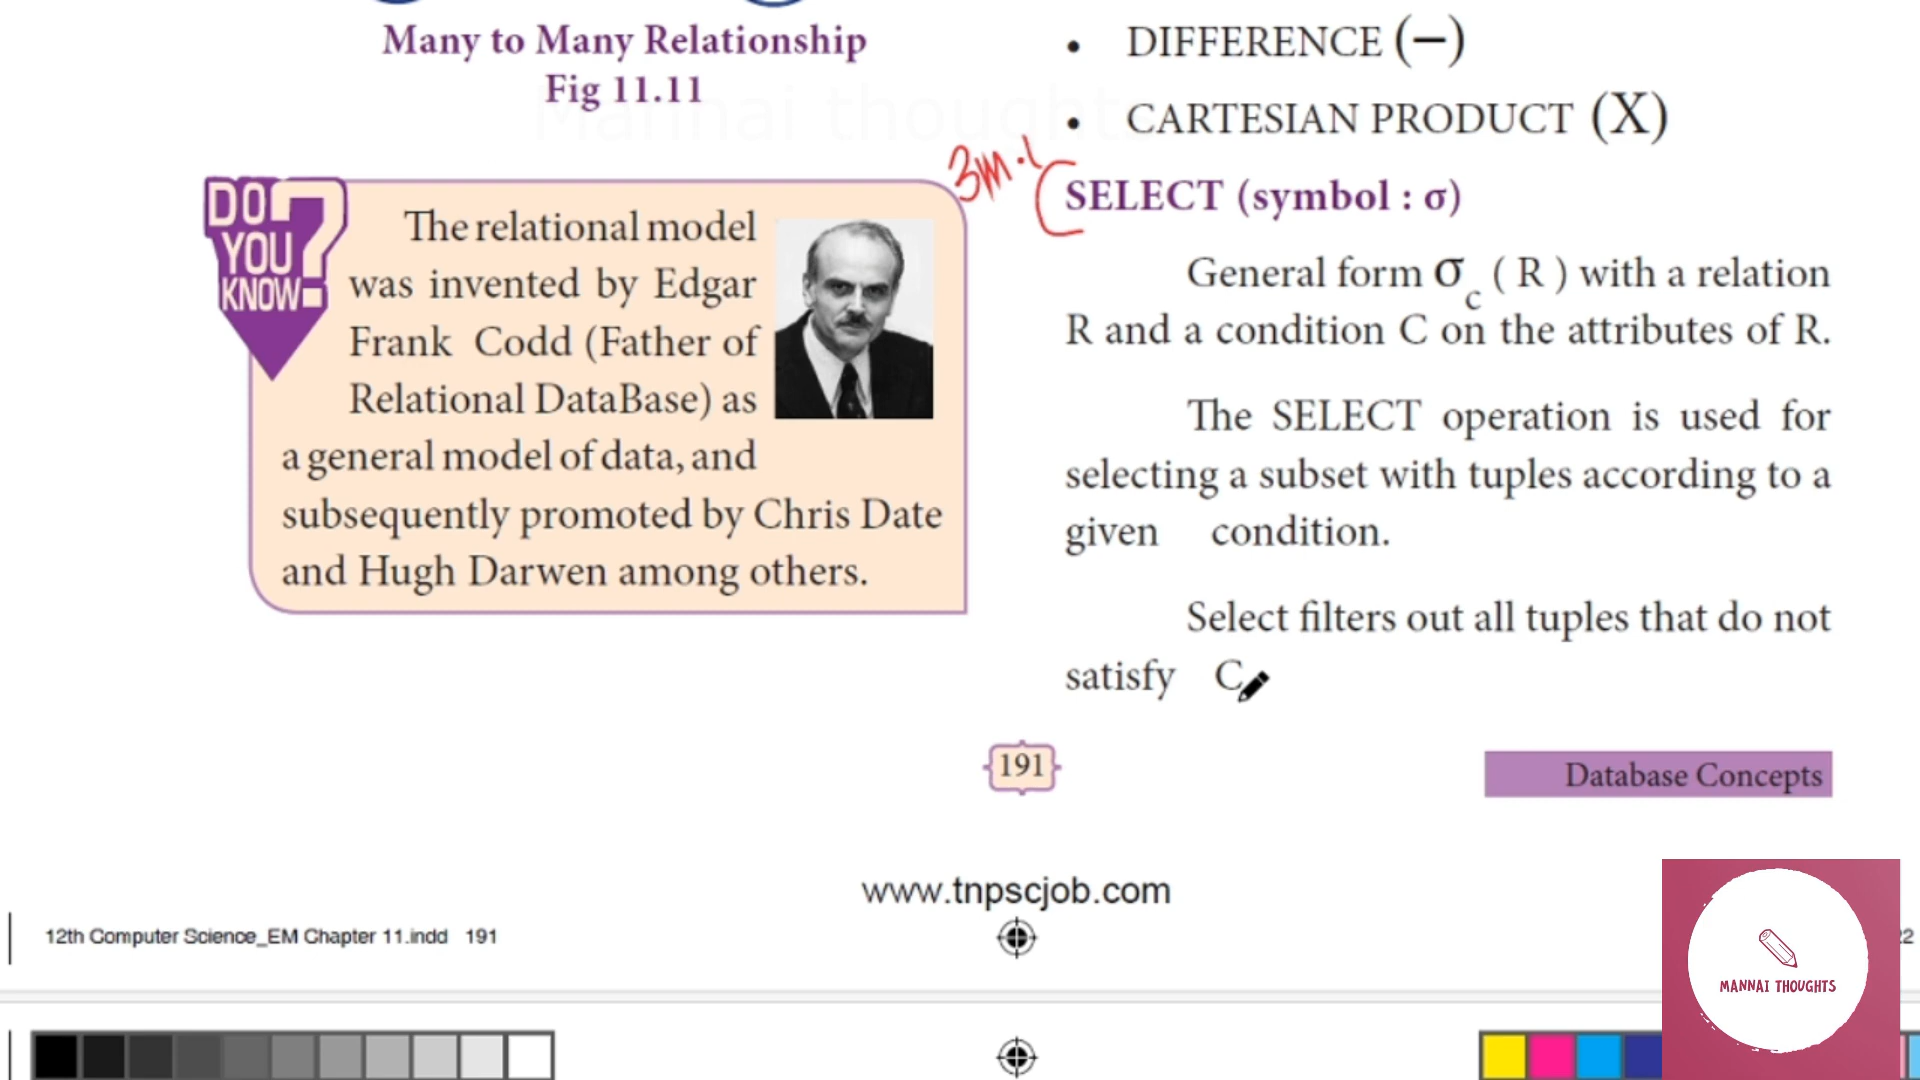 Many to Many Relationship
Fig 11.11
Mannai thoughts
DO
YOU
KNOW
?
The relational model
was invented by Edgar
Frank Codd (Father of
Relational DataBase) as
a general model of data, and
subsequently promoted by Chris Date
and Hugh Darwen among others.
• DIFFERENCE (−)
• CARTESIAN PRODUCT (X)
3m.
SELECT (symbol : σ)
General form σ c ( R ) with a relation
R and a condition C on the attributes of R.
The SELECT operation is used for
selecting a subset with tuples according to a
given condition.
Select filters out all tuples that do not
satisfy C
191
Database Concepts
www.tnpscjob.com
12th Computer Science_EM Chapter 11.indd 191
MANNAI THOUGHTS